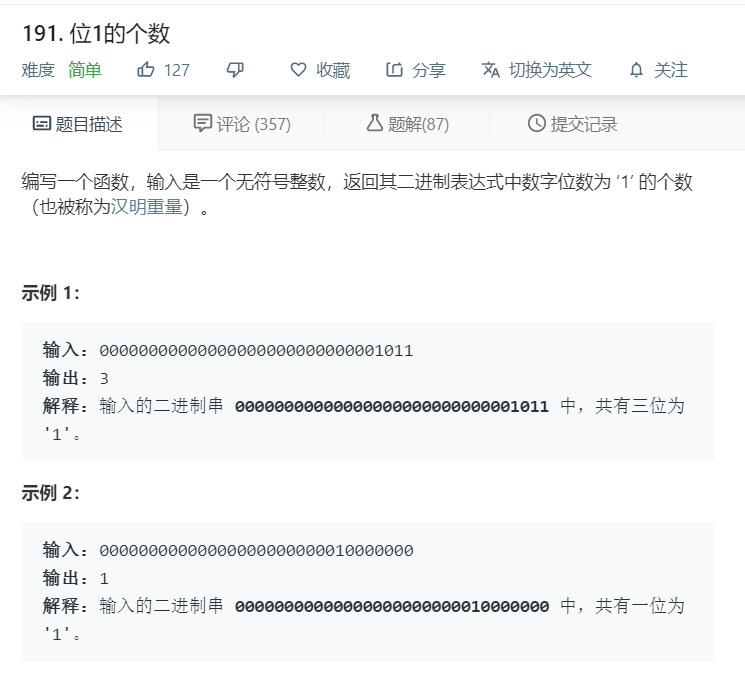 191. 位1的个数
难度 简单 127 收藏 分享 切换为英文 关注
题目描述 评论 (357) 题解(87) 提交记录
编写一个函数，输入是一个无符号整数，返回其二进制表达式中数字位数为 ‘1’ 的个数
（也被称为汉明重量）。
示例 1：
输入：00000000000000000000000000001011
输出：3
解释：输入的二进制串 00000000000000000000000000001011 中，共有三位为
'1'。
示例 2：
输入：00000000000000000000000010000000
输出：1
解释：输入的二进制串 00000000000000000000000010000000 中，共有一位为
'1'。